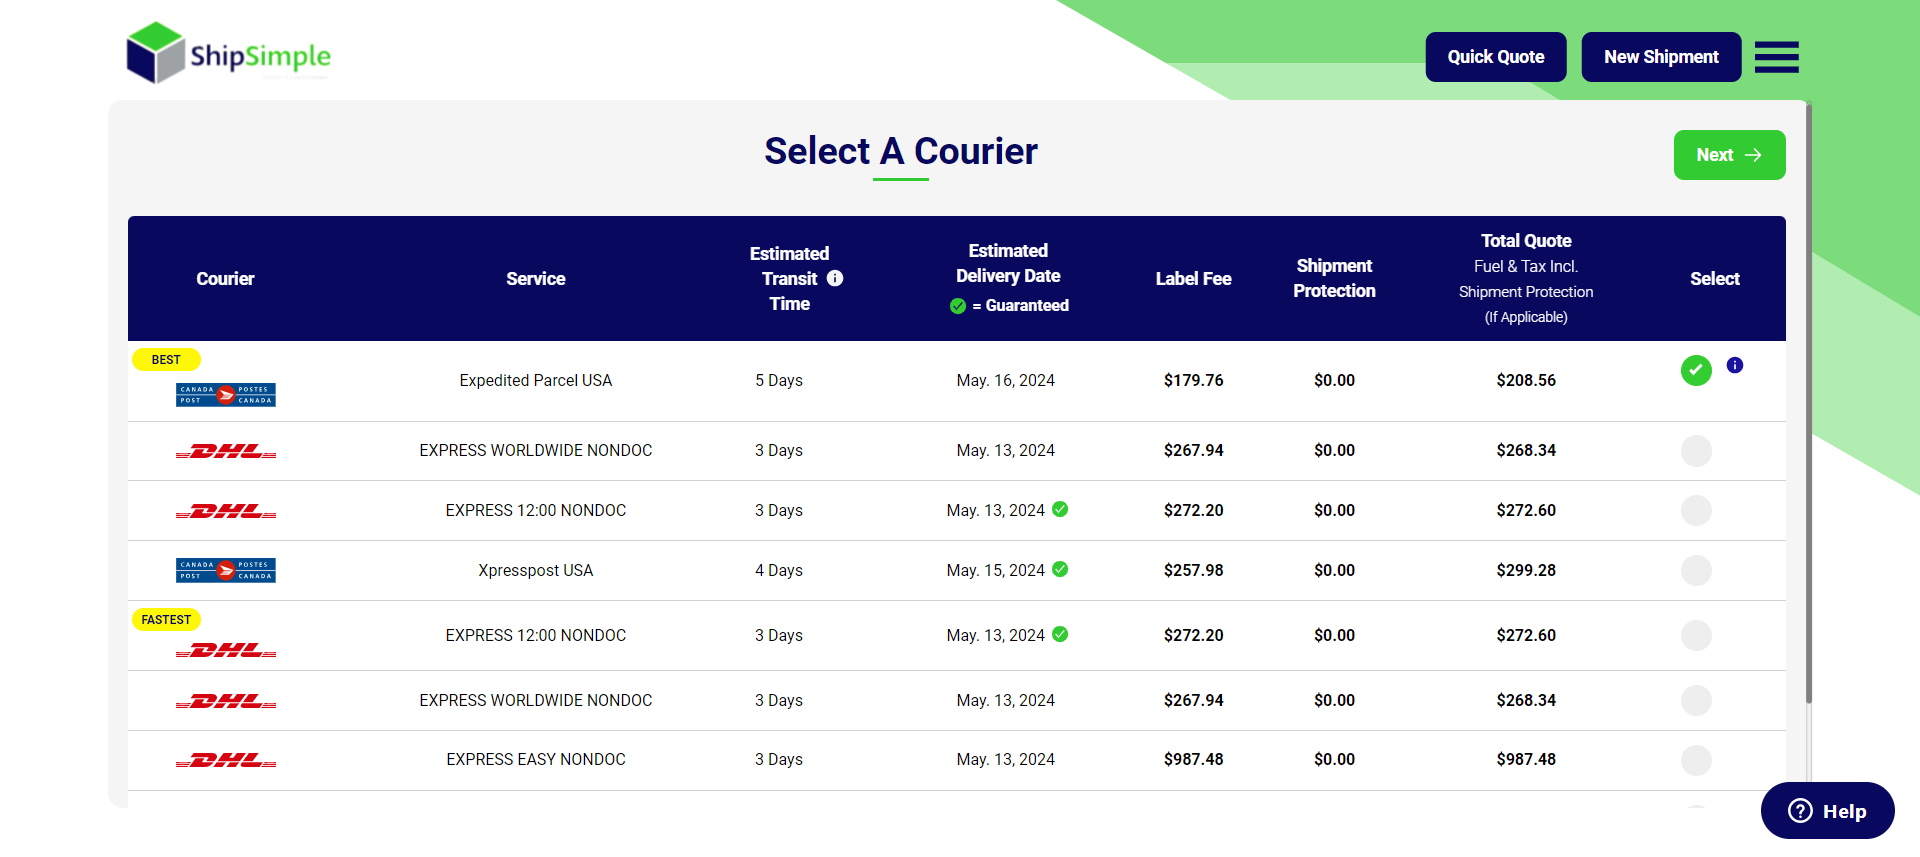 ShipSimple
Quick Quote
New Shipment
Select A Courier
Next
Courier
Service
Estimated
Transit
Time
Estimated
Delivery Date
= Guaranteed
Label Fee
Shipment
Protection
Total Quote
Fuel & Tax Incl.
Shipment Protection
(If Applicable)
Select
BEST
CANADA POSTES
POST CANADA
Expedited Parcel USA
5 Days
May. 16, 2024
$179.76
$0.00
$208.56
DHL
EXPRESS WORLDWIDE NONDOC
3 Days
May. 13, 2024
$267.94
$0.00
$268.34
DHL
EXPRESS 12:00 NONDOC
3 Days
May. 13, 2024
$272.20
$0.00
$272.60
CANADA POSTES
POST CANADA
Xpresspost USA
4 Days
May. 15, 2024
$257.98
$0.00
$299.28
FASTEST
DHL
EXPRESS 12:00 NONDOC
3 Days
May. 13, 2024
$272.20
$0.00
$272.60
DHL
EXPRESS WORLDWIDE NONDOC
3 Days
May. 13, 2024
$267.94
$0.00
$268.34
DHL
EXPRESS EASY NONDOC
3 Days
May. 13, 2024
$987.48
$0.00
$987.48
Help